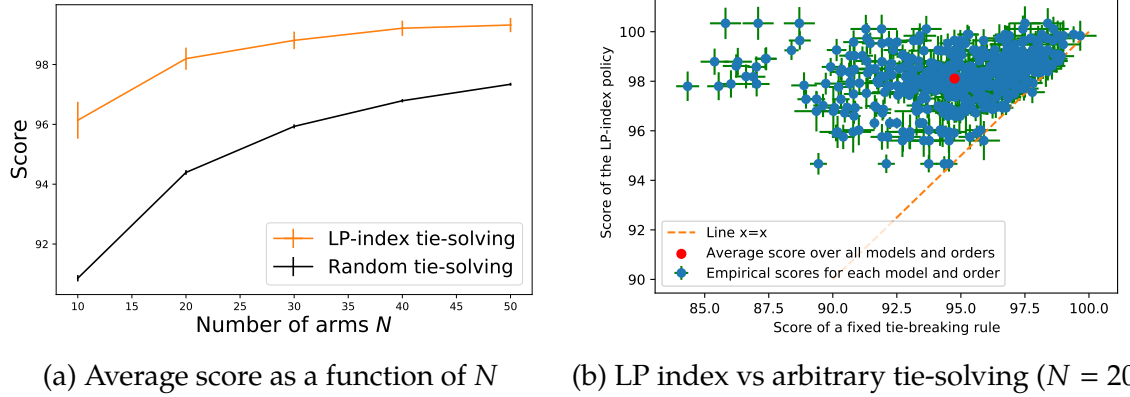 Score
98
96
94
92
10
15
20
25
30
35
40
45
50
Number of arms N
LP-index tie-solving
Random tie-solving
(a) Average score as a function of N
Score of the LP-index policy
100
98
96
94
92
90
85.0
87.5
90.0
92.5
95.0
97.5
100.0
Score of a fixed tie-breaking rule
Line x=x
Average score over all models and orders
Empirical scores for each model and order
(b) LP index vs arbitrary tie-solving (N = 20